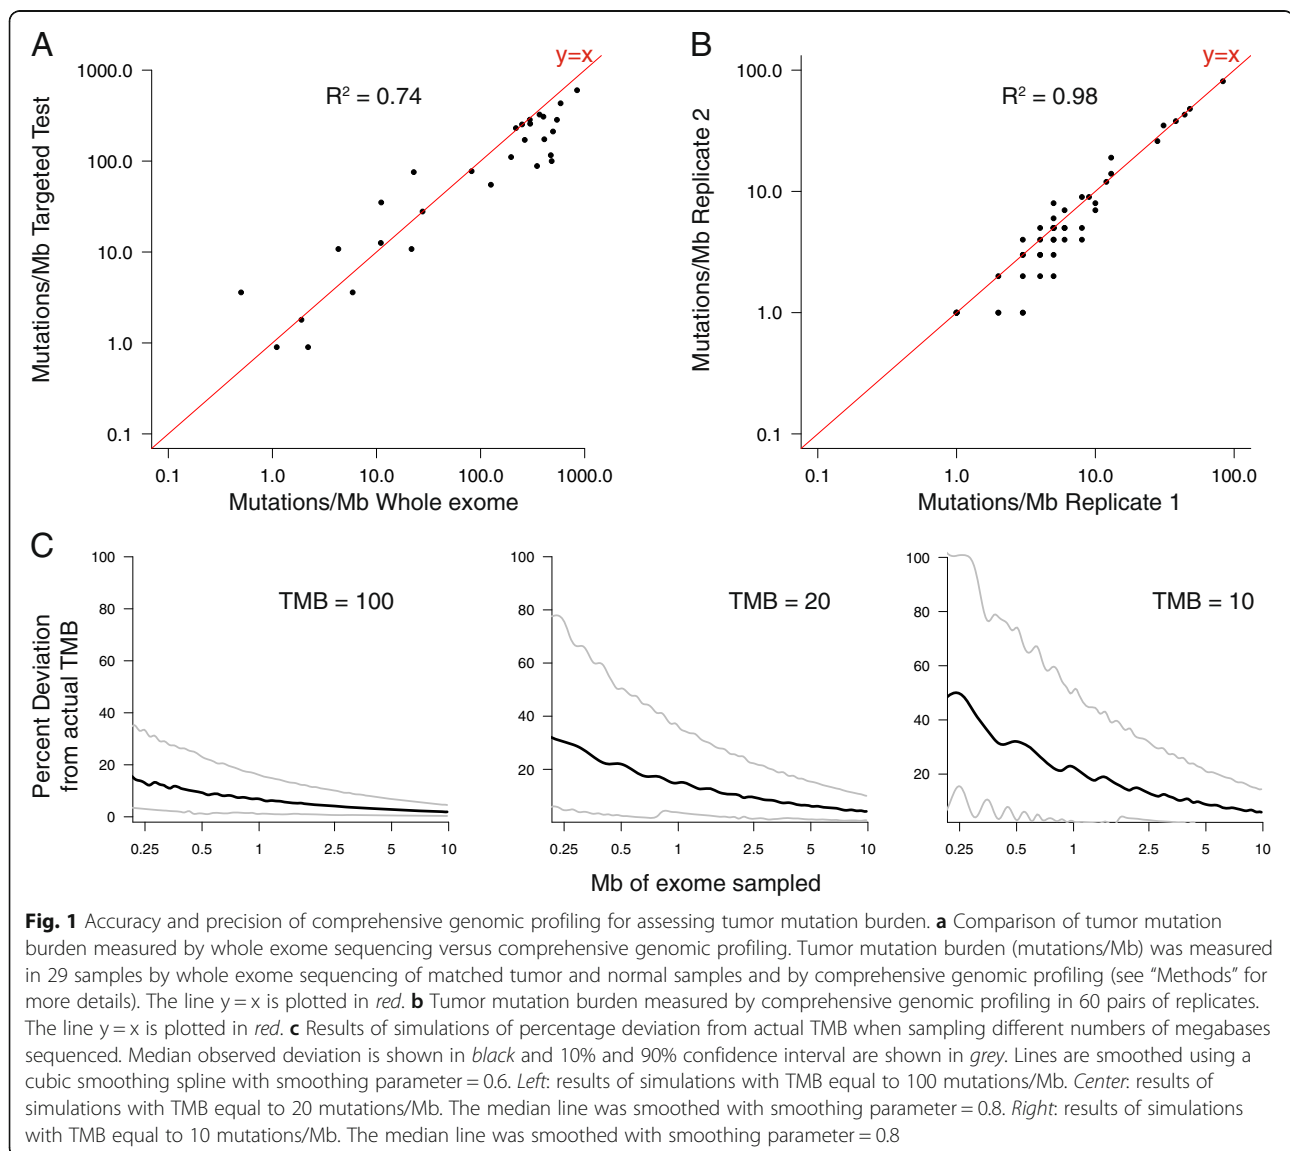 A
y=x
R² = 0.74
1000.0
100.0
10.0
1.0
0.1
Mutations/Mb Targeted Test
0.1 1.0 10.0 100.0 1000.0
Mutations/Mb Whole exome
B
y=x
R² = 0.98
100.0
10.0
1.0
0.1
Mutations/Mb Replicate 2
0.1 1.0 10.0 100.0
Mutations/Mb Replicate 1
C
Percent Deviation
from actual TMB
TMB = 100
100
80
60
40
20
0
0.25 0.5 1 2.5 5 10
TMB = 20
100
80
60
40
20
0.25 0.5 1 2.5 5 10
TMB = 10
100
80
60
40
20
0.25 0.5 1 2.5 5 10
Mb of exome sampled
Fig. 1 Accuracy and precision of comprehensive genomic profiling for assessing tumor mutation burden. a Comparison of tumor mutation
burden measured by whole exome sequencing versus comprehensive genomic profiling. Tumor mutation burden (mutations/Mb) was measured
in 29 samples by whole exome sequencing of matched tumor and normal samples and by comprehensive genomic profiling (see “Methods” for
more details). The line y = x is plotted in red. b Tumor mutation burden measured by comprehensive genomic profiling in 60 pairs of replicates.
The line y = x is plotted in red. c Results of simulations of percentage deviation from actual TMB when sampling different numbers of megabases
sequenced. Median observed deviation is shown in black and 10% and 90% confidence interval are shown in grey. Lines are smoothed using a
cubic smoothing spline with smoothing parameter = 0.6. Left: results of simulations with TMB equal to 100 mutations/Mb. Center: results of
simulations with TMB equal to 20 mutations/Mb. The median line was smoothed with smoothing parameter = 0.8. Right: results of simulations
with TMB equal to 10 mutations/Mb. The median line was smoothed with smoothing parameter = 0.8